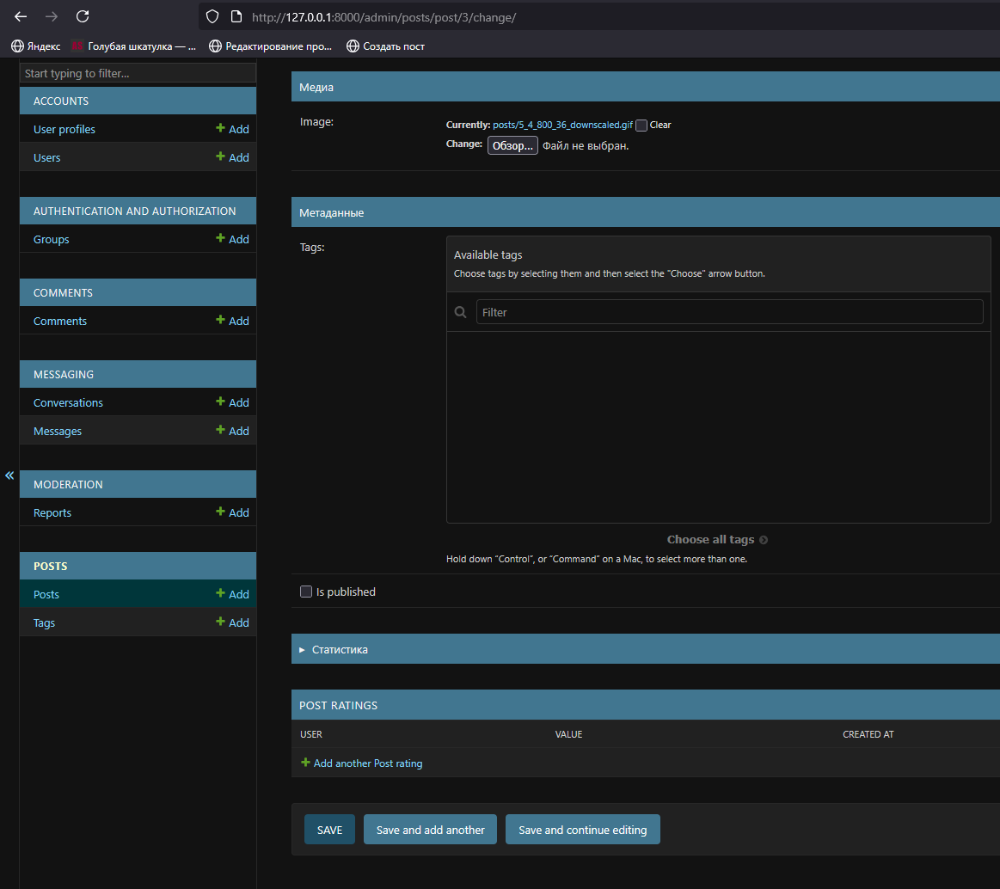 http://127.0.0.1:8000/admin/posts/post/3/change/
Яндекс
Голубая шкатулка — ...
Редактирование про...
Создать пост
Start typing to filter...
ACCOUNTS
User profiles Add
Users Add
AUTHENTICATION AND AUTHORIZATION
Groups Add
COMMENTS
Comments Add
MESSAGING
Conversations Add
Messages Add
MODERATION
Reports Add
POSTS
Posts Add
Tags Add
«
Медиа
Image:
Currently: posts/5_4_800_36_downscaled.gif Clear
Change: Обзор... Файл не выбран.
Метаданные
Tags:
Available tags
Choose tags by selecting them and then select the “Choose” arrow button.
Filter
Choose all tags
Hold down “Control”, or “Command” on a Mac, to select more than one.
Is published
Статистика
POST RATINGS
USER VALUE CREATED AT
Add another Post rating
SAVE Save and add another Save and continue editing